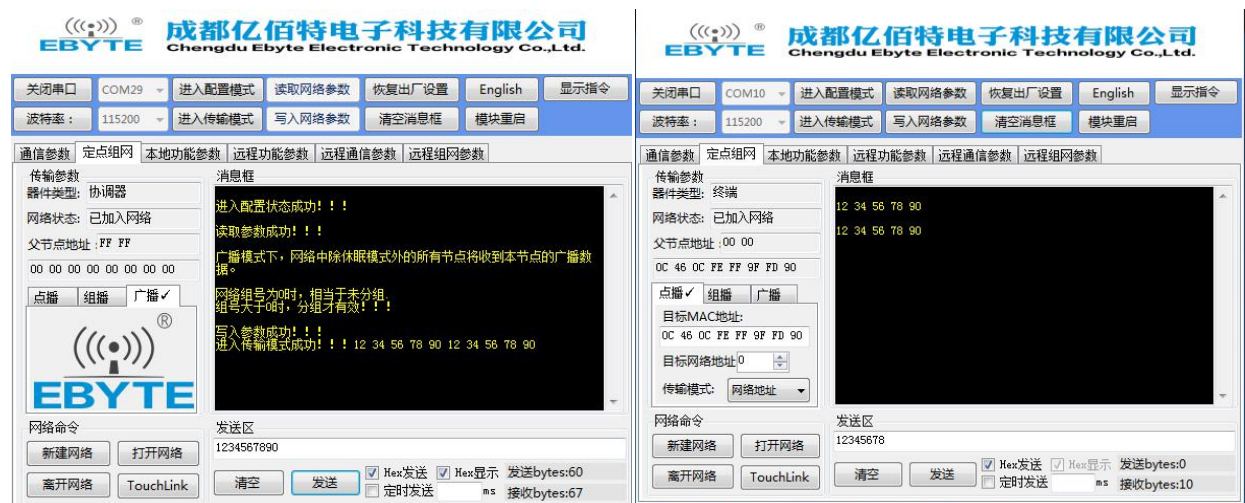 EBYTE ®
成都亿佰特电子科技有限公司
Chengdu Ebyte Electronic Technology Co.,Ltd.
关闭串口 COM29 进入配置模式 读取网络参数 恢复出厂设置 English 显示指令
波特率： 115200 进入传输模式 写入网络参数 清空消息框 模块重启
通信参数 定点组网 本地功能参数 远程功能参数 远程通信参数 远程组网参数
传输参数
器件类型: 协调器
网络状态: 已加入网络
父节点地址:FF FF
00 00 00 00 00 00 00 00
点播 组播 广播✓
®
EBYTE
消息框
进入配置状态成功！！！
读取参数成功！！！
广播模式下，网络中除休眠模式外的所有节点将收到本节点的广播数
据。
网络组号为0时，相当于未分组.
组号大于0时，分组才有效！！！
写入参数成功！！！
进入传输模式成功！！！12 34 56 78 90 12 34 56 78 90
网络命令
新建网络 打开网络
离开网络 TouchLink
发送区
1234567890
清空 发送 Hex发送 Hex显示 发送bytes:60
定时发送 ms 接收bytes:67
EBYTE ®
成都亿佰特电子科技有限公司
Chengdu Ebyte Electronic Technology Co.,Ltd.
关闭串口 COM10 进入配置模式 读取网络参数 恢复出厂设置 English 显示指令
波特率： 115200 进入传输模式 写入网络参数 清空消息框 模块重启
通信参数 定点组网 本地功能参数 远程功能参数 远程通信参数 远程组网参数
传输参数
器件类型: 终端
网络状态: 已加入网络
父节点地址:00 00
0C 46 0C FE FF 9F FD 90
点播✓ 组播 广播
目标MAC地址:
0C 46 0C FE FF 9F FD 90
目标网络地址 0
传输模式: 网络地址
消息框
12 34 56 78 90
12 34 56 78 90
网络命令
新建网络 打开网络
离开网络 TouchLink
发送区
12345678
清空 发送 Hex发送 Hex显示 发送bytes:0
定时发送 ms 接收bytes:10